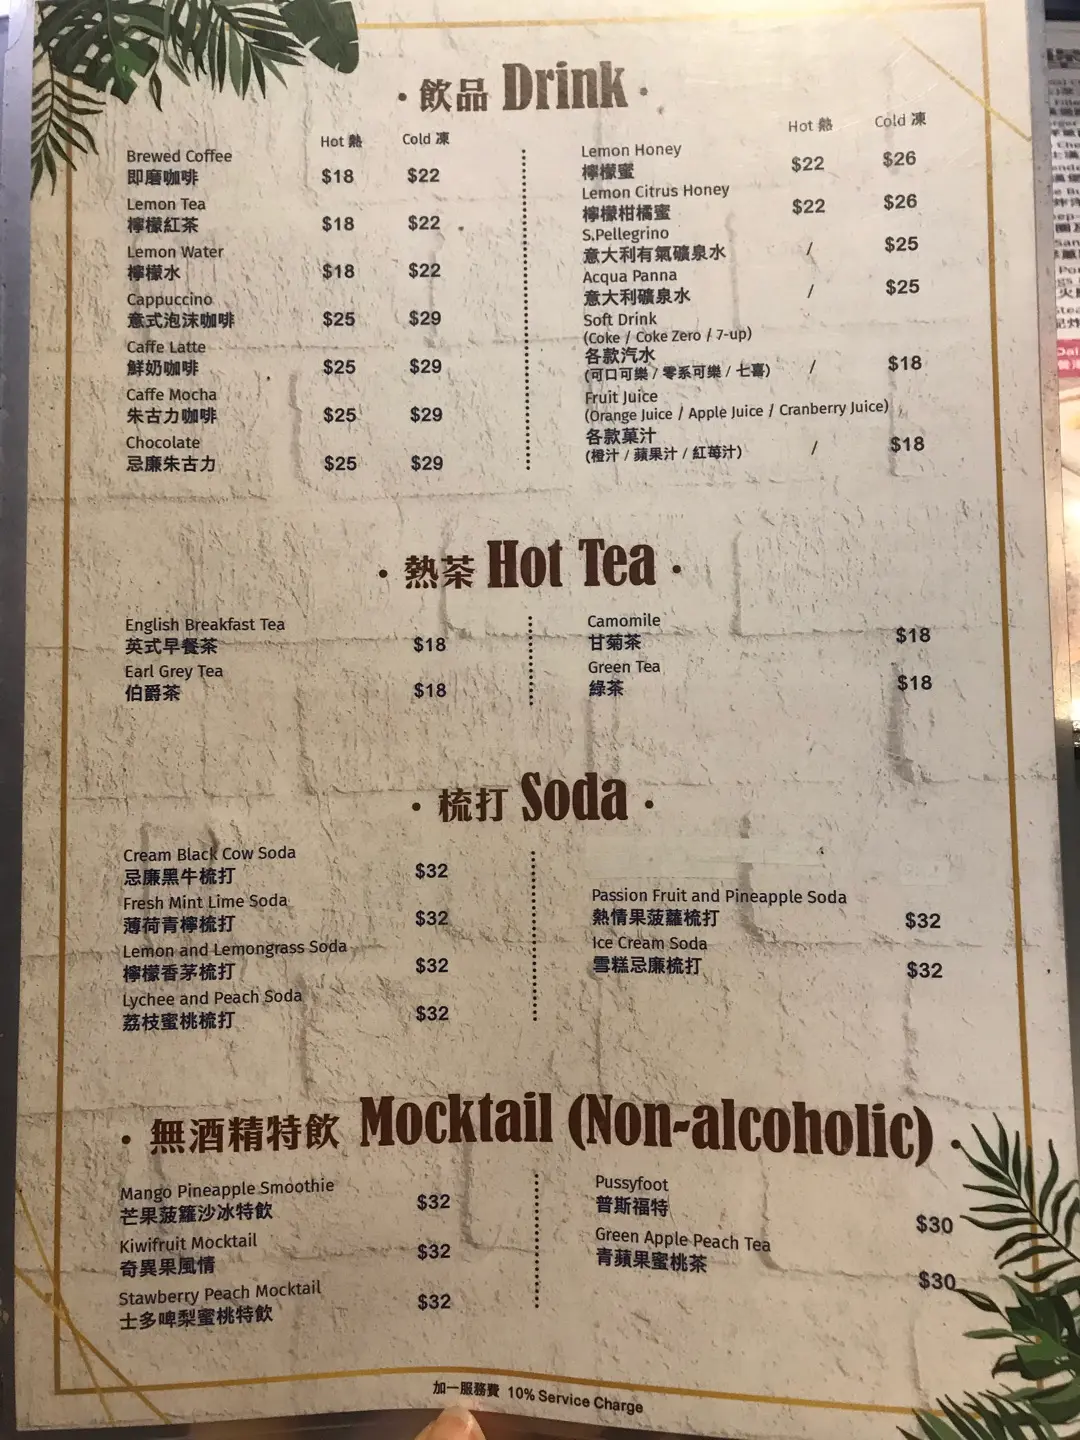 · 飲品 Drink ·
Hot 熱 Cold 凍
Brewed Coffee
即磨咖啡 $18 $22
Lemon Tea
檸檬紅茶 $18 $22
Lemon Water
檸檬水 $18 $22
Cappuccino
意式泡沫咖啡 $25 $29
Caffe Latte
鮮奶咖啡 $25 $29
Caffe Mocha
朱古力咖啡 $25 $29
Chocolate
忌廉朱古力 $25 $29
Hot 熱 Cold 凍
Lemon Honey
檸檬蜜 $22 $26
Lemon Citrus Honey
檸檬柑橘蜜 $22 $26
S.Pellegrino
意大利有氣礦泉水 / $25
Acqua Panna
意大利礦泉水 / $25
Soft Drink
(Coke / Coke Zero / 7-up)
各款汽水
(可口可樂 / 零系可樂 / 七喜) / $18
Fruit Juice
(Orange Juice / Apple Juice / Cranberry Juice)
各款菓汁
(橙汁 / 蘋果汁 / 紅莓汁) / $18
· 熱茶 Hot Tea ·
English Breakfast Tea
英式早餐茶 $18
Earl Grey Tea
伯爵茶 $18
Camomile
甘菊茶 $18
Green Tea
綠茶 $18
· 梳打 Soda ·
Cream Black Cow Soda
忌廉黑牛梳打 $32
Fresh Mint Lime Soda
薄荷青檸梳打 $32
Lemon and Lemongrass Soda
檸檬香茅梳打 $32
Lychee and Peach Soda
荔枝蜜桃梳打 $32
Passion Fruit and Pineapple Soda
熱情果菠蘿梳打 $32
Ice Cream Soda
雪糕忌廉梳打 $32
· 無酒精特飲 Mocktail (Non-alcoholic) ·
Mango Pineapple Smoothie
芒果菠籮沙冰特飲 $32
Kiwifruit Mocktail
奇異果風情 $32
Stawberry Peach Mocktail
士多啤梨蜜桃特飲 $32
Pussyfoot
普斯福特 $30
Green Apple Peach Tea
青蘋果蜜桃茶 $30
加一服務費 10% Service Charge